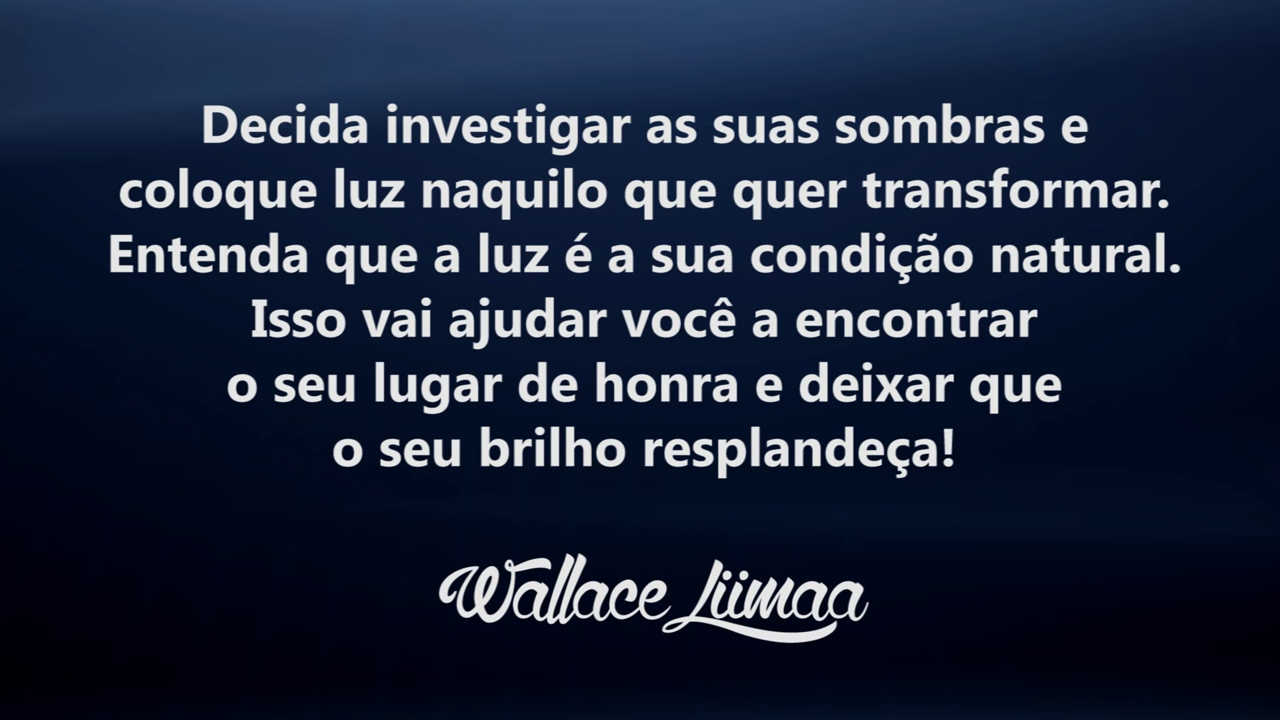 Decida investigar as suas sombras e
coloque luz naquilo que quer transformar.
Entenda que a luz é a sua condição natural.
Isso vai ajudar você a encontrar
o seu lugar de honra e deixar que
o seu brilho resplandeça!
Wallace Liimaa